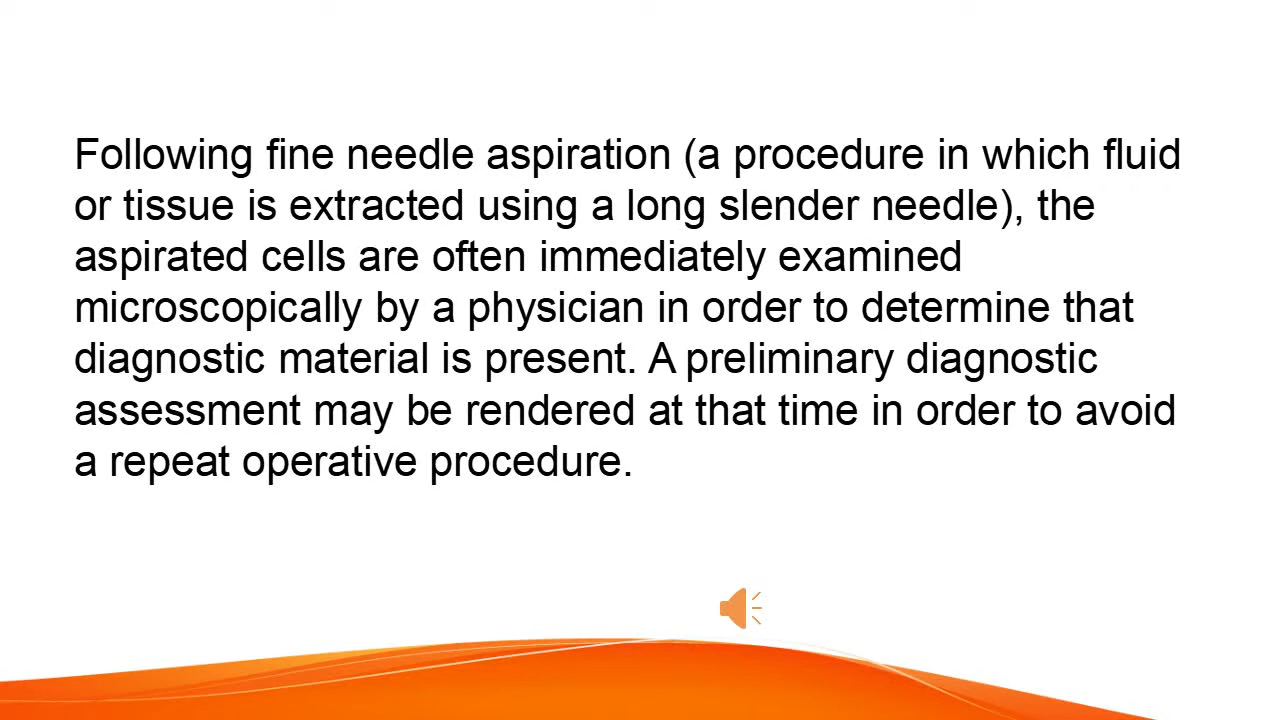 Following fine needle aspiration (a procedure in which fluid
or tissue is extracted using a long slender needle), the
aspirated cells are often immediately examined
microscopically by a physician in order to determine that
diagnostic material is present. A preliminary diagnostic
assessment may be rendered at that time in order to avoid
a repeat operative procedure.